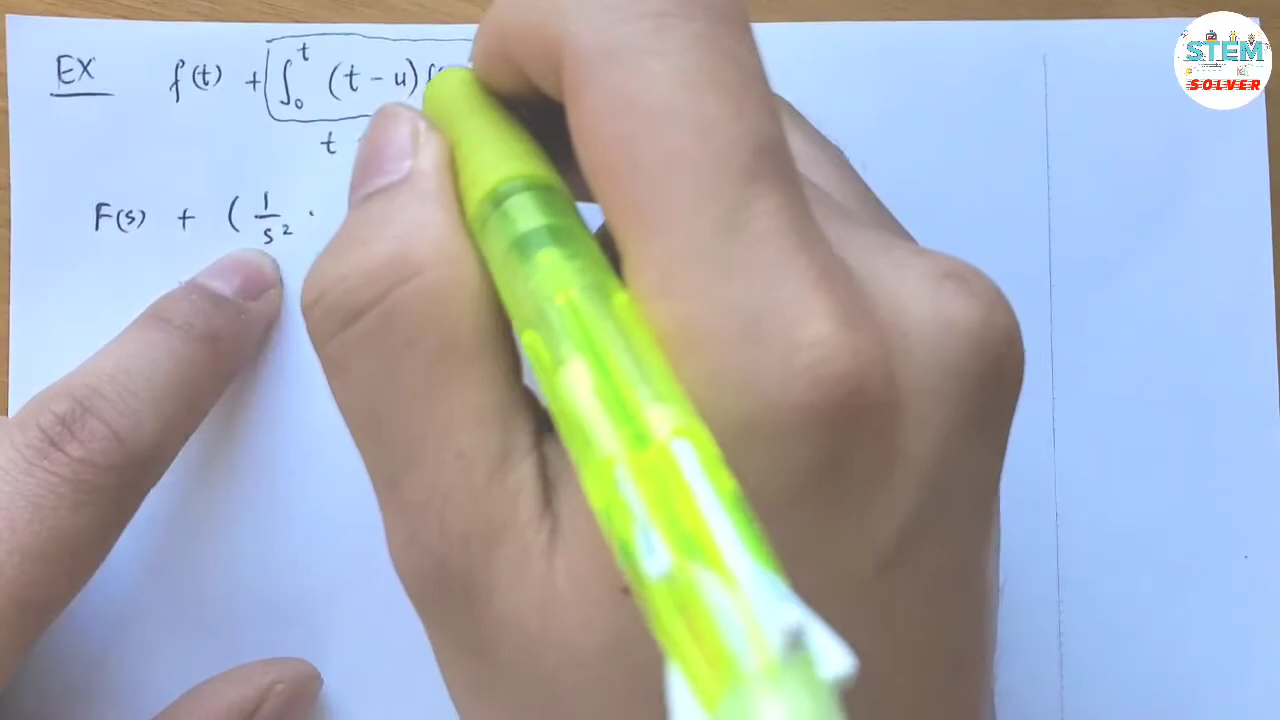 EX f(t) + ∫₀ᵗ (t - u) f
t
F(s) + ( 1/s² ·
STEM
SOLVER